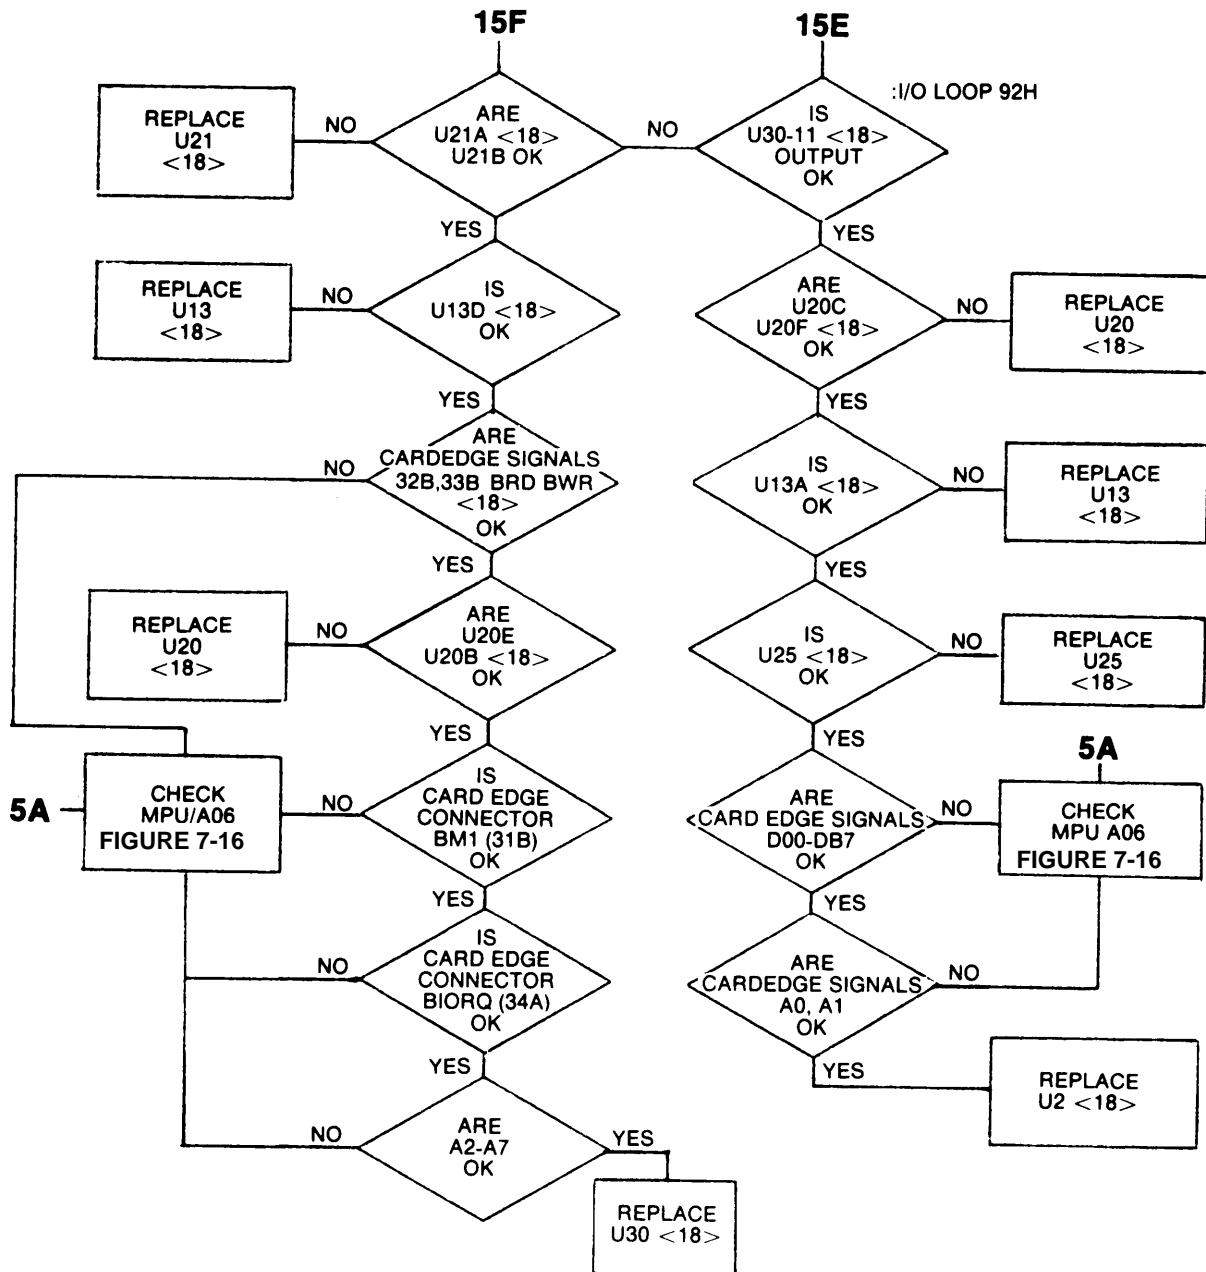 15F
15E
:I/O LOOP 92H
REPLACE
U21
<18>
NO
ARE
U21A <18>
U21B OK
NO
IS
U30-11 <18>
OUTPUT
OK
YES
YES
REPLACE
U13
<18>
NO
IS
U13D <18>
OK
ARE
U20C
U20F <18>
OK
NO
REPLACE
U20
<18>
YES
YES
NO
ARE
CARDEDGE SIGNALS
32B,33B BRD BWR
<18>
OK
IS
U13A <18>
OK
NO
REPLACE
U13
<18>
YES
YES
REPLACE
U20
<18>
NO
ARE
U20E
U20B <18>
OK
IS
U25 <18>
OK
NO
REPLACE
U25
<18>
YES
YES
5A
CHECK
MPU/A06
FIGURE 7-16
NO
IS
CARD EDGE
CONNECTOR
BM1 (31B)
OK
ARE
CARD EDGE SIGNALS
D00-DB7
OK
NO
5A
CHECK
MPU A06
FIGURE 7-16
YES
YES
NO
IS
CARD EDGE
CONNECTOR
BIORQ (34A)
OK
ARE
CARDEDGE SIGNALS
A0, A1
OK
NO
YES
YES
REPLACE
U2 <18>
NO
ARE
A2-A7
OK
YES
REPLACE
U30 <18>